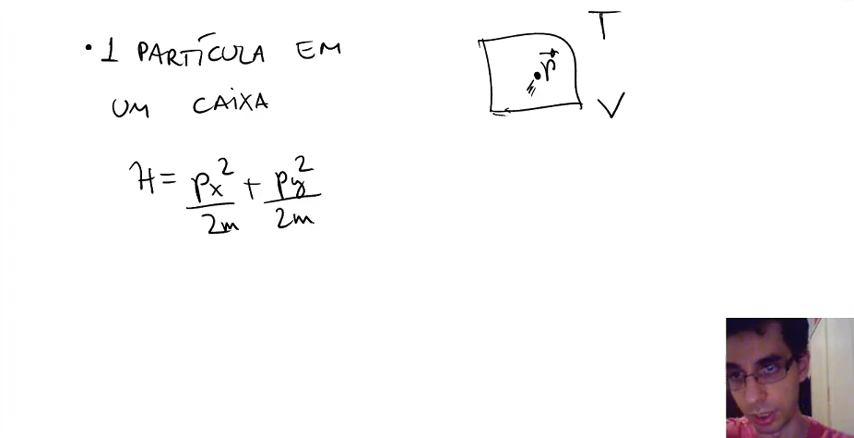 • 1 PARTÍCULA EM
UM CAIXA
T
r⃗
V
H = px²/2m + py²/2m